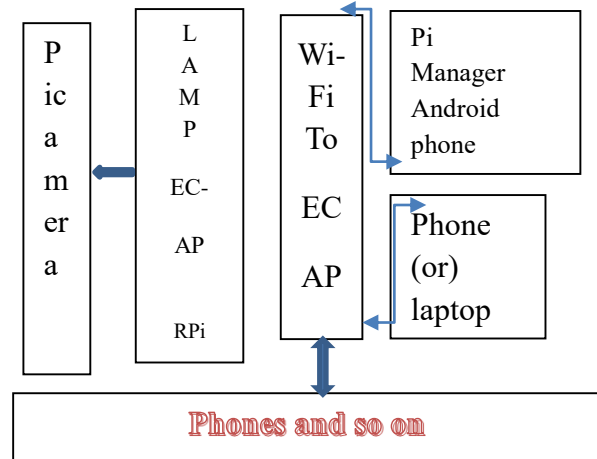 P
ic
a
m
er
a
L
A
M
P
EC-
AP
RPi
Wi-
Fi
To
EC
AP
Pi
Manager
Android
phone
Phone
(or)
laptop
Phones and so on